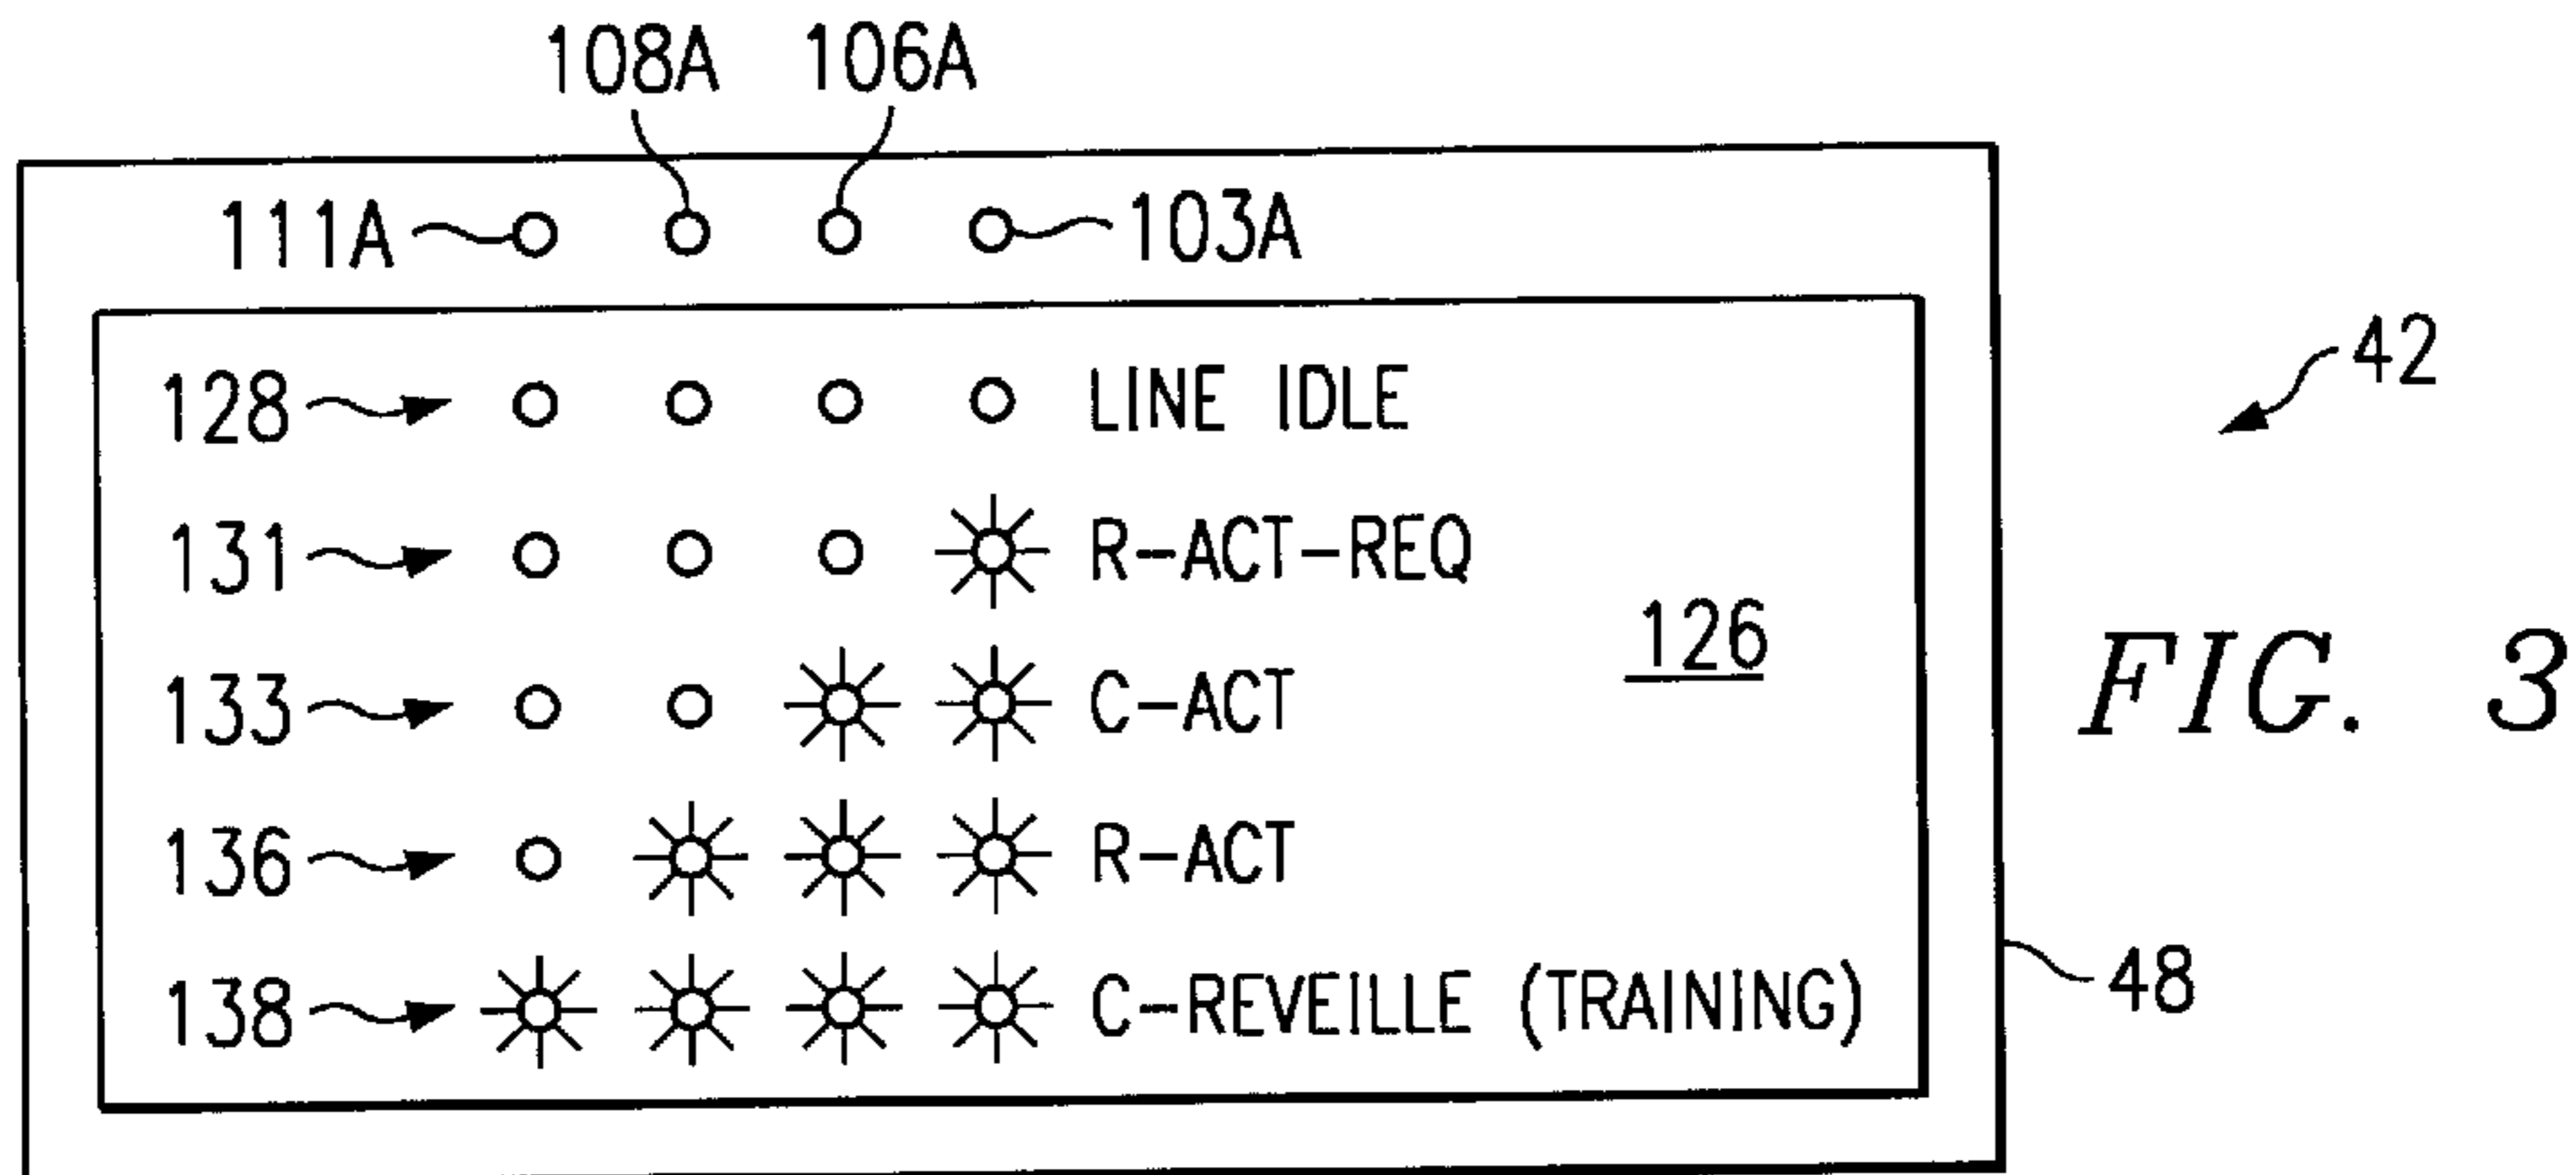 108A 106A
111A 103A
128 LINE IDLE
42
131 R-ACT-REQ
126
133 C-ACT
FIG. 3
136 R-ACT
138 C-REVEILLE (TRAINING)
48